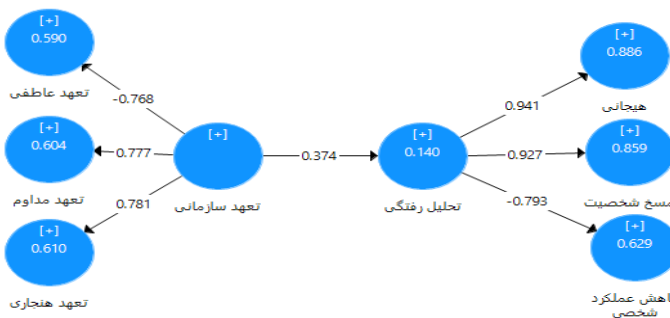 [+]
0.590
تعهد عاطفی
[+]
0.604
تعهد مداوم
[+]
0.610
تعهد هنجاری
-0.768
0.777
0.781
[+]
تعهد سازمانی
0.374
[+]
0.140
تحلیل رفتگی
0.941
0.927
-0.793
[+]
0.886
هیجانی
[+]
0.859
مسخ شخصیت
[+]
0.629
اهش عملکرد
شخصی